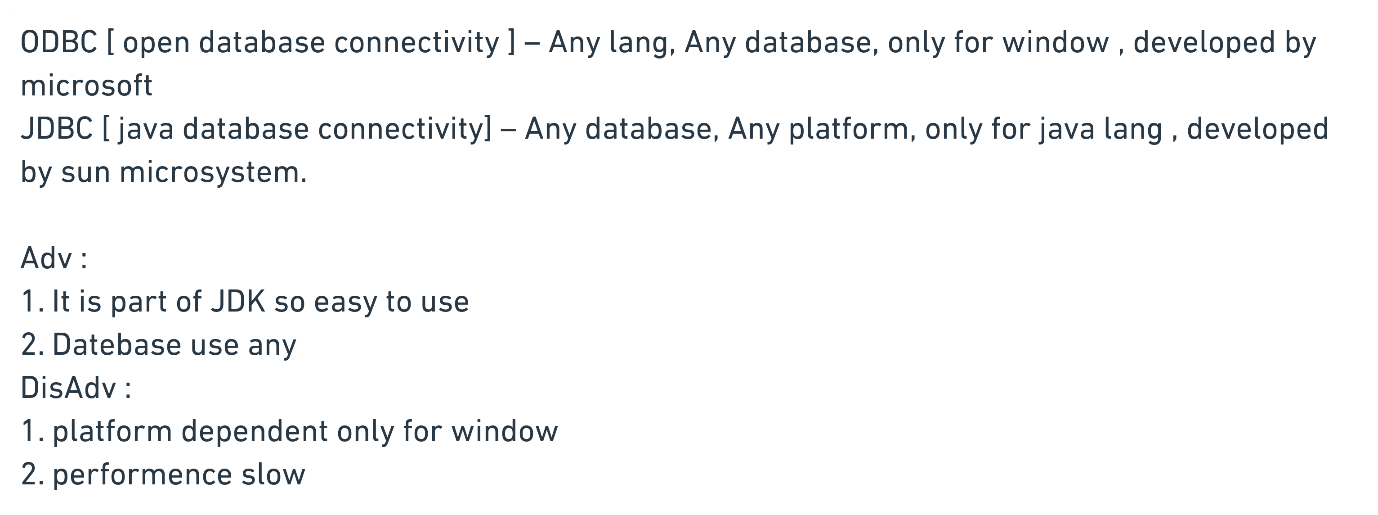 ODBC [ open database connectivity ] – Any lang, Any database, only for window , developed by
microsoft
JDBC [ java database connectivity] – Any database, Any platform, only for java lang , developed
by sun microsystem.
Adv :
1. It is part of JDK so easy to use
2. Datebase use any
DisAdv :
1. platform dependent only for window
2. performence slow